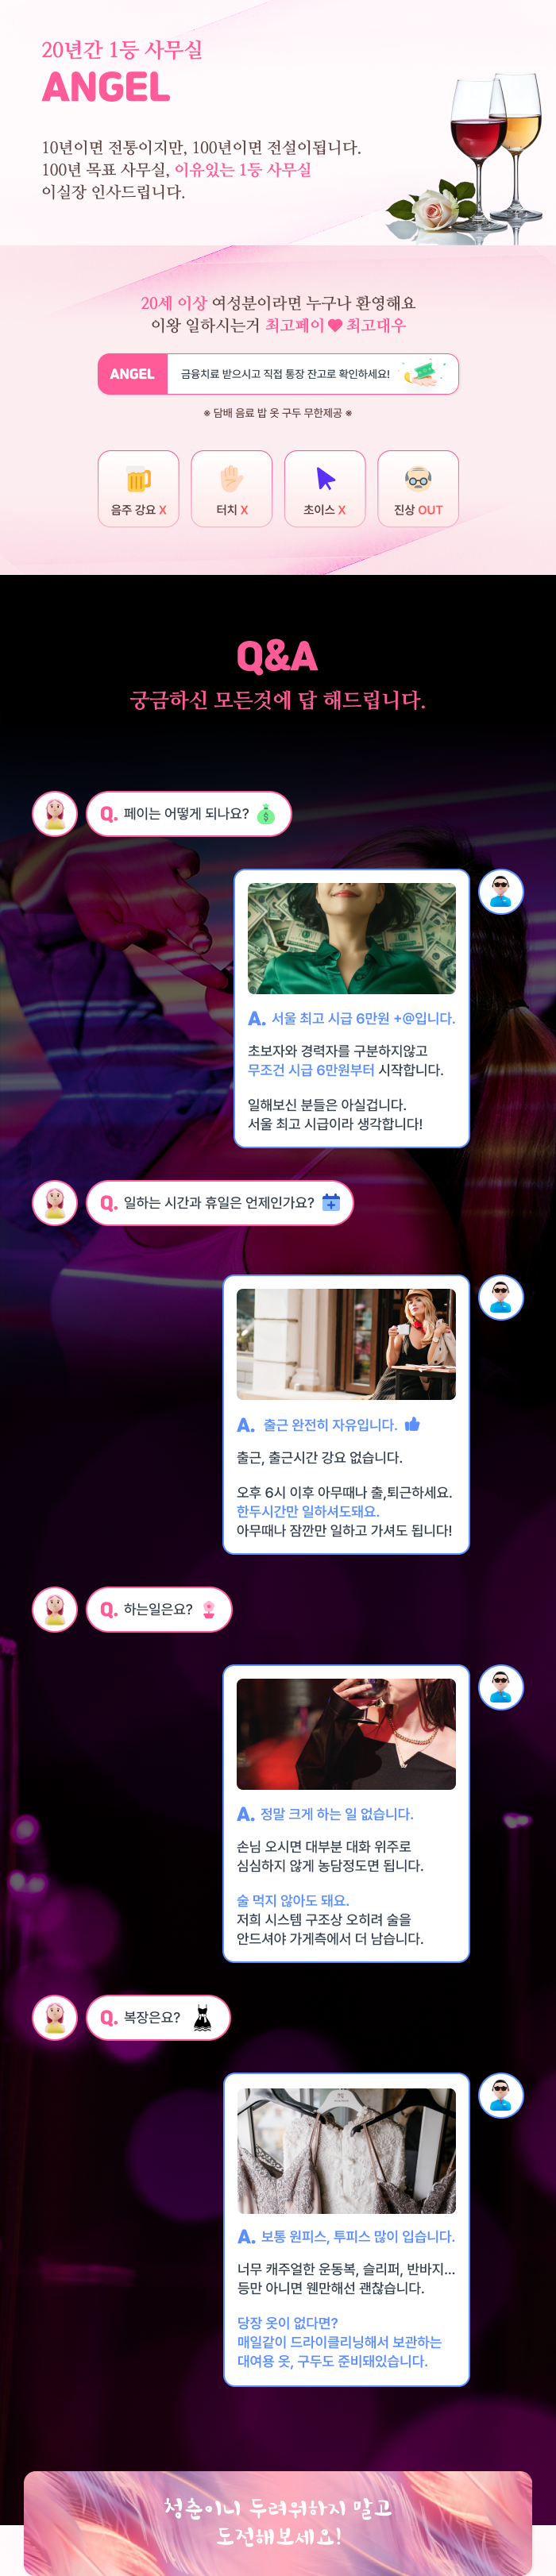 20년간 1등 사무실
ANGEL
10년이면 전통이지만, 100년이면 전설이됩니다.
100년 목표 사무실, 이유있는 1등 사무실
이실장 인사드립니다.
20세 이상 여성분이라면 누구나 환영해요
이왕 일하시는거 최고페이♥최고대우
ANGEL 금융치료 받으시고 직접 통장 잔고로 확인하세요!
※ 담배 음료 밥 옷 구두 무한제공 ※
음주 강요 X
터치 X
초이스 X
진상 OUT
Q&A
궁금하신 모든것에 답 해드립니다.
Q. 페이는 어떻게 되나요?
A. 서울 최고 시급 6만원 +@입니다.
초보자와 경력자를 구분하지않고
무조건 시급 6만원부터 시작합니다.
일해보신 분들은 아실겁니다.
서울 최고 시급이라 생각합니다!
Q. 일하는 시간과 휴일은 언제인가요?
A. 출근 완전히 자유입니다.
출근, 출근시간 강요 없습니다.
오후 6시 이후 아무때나 출,퇴근하세요.
한두시간만 일하셔도돼요.
아무때나 잠깐만 일하고 가셔도 됩니다!
Q. 하는일은요?
A. 정말 크게 하는 일 없습니다.
손님 오시면 대부분 대화 위주로
심심하지 않게 농담정도면 됩니다.
술 먹지 않아도 돼요.
저희 시스템 구조상 오히려 술을
안드셔야 가게측에서 더 남습니다.
Q. 복장은요?
A. 보통 원피스, 투피스 많이 입습니다.
너무 캐주얼한 운동복, 슬리퍼, 반바지...
등만 아니면 웬만해선 괜찮습니다.
당장 옷이 없다면?
매일같이 드라이클리닝해서 보관하는
대여용 옷, 구두도 준비돼있습니다.
청춘이니 두려워하지 말고
도전해보세요!